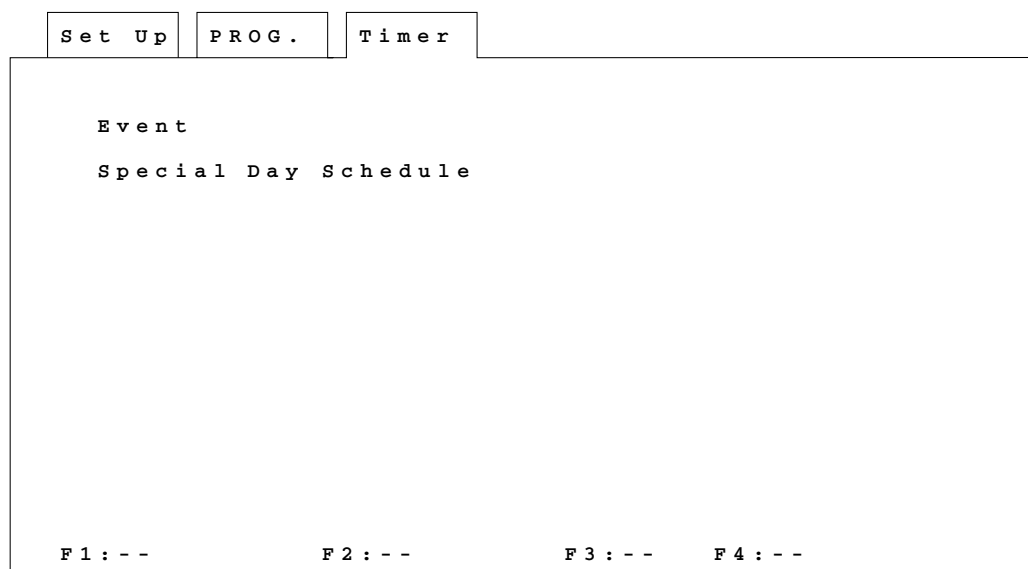 Set Up PROG. Timer
Event
Special Day Schedule
F1:-- F2:-- F3:-- F4:--